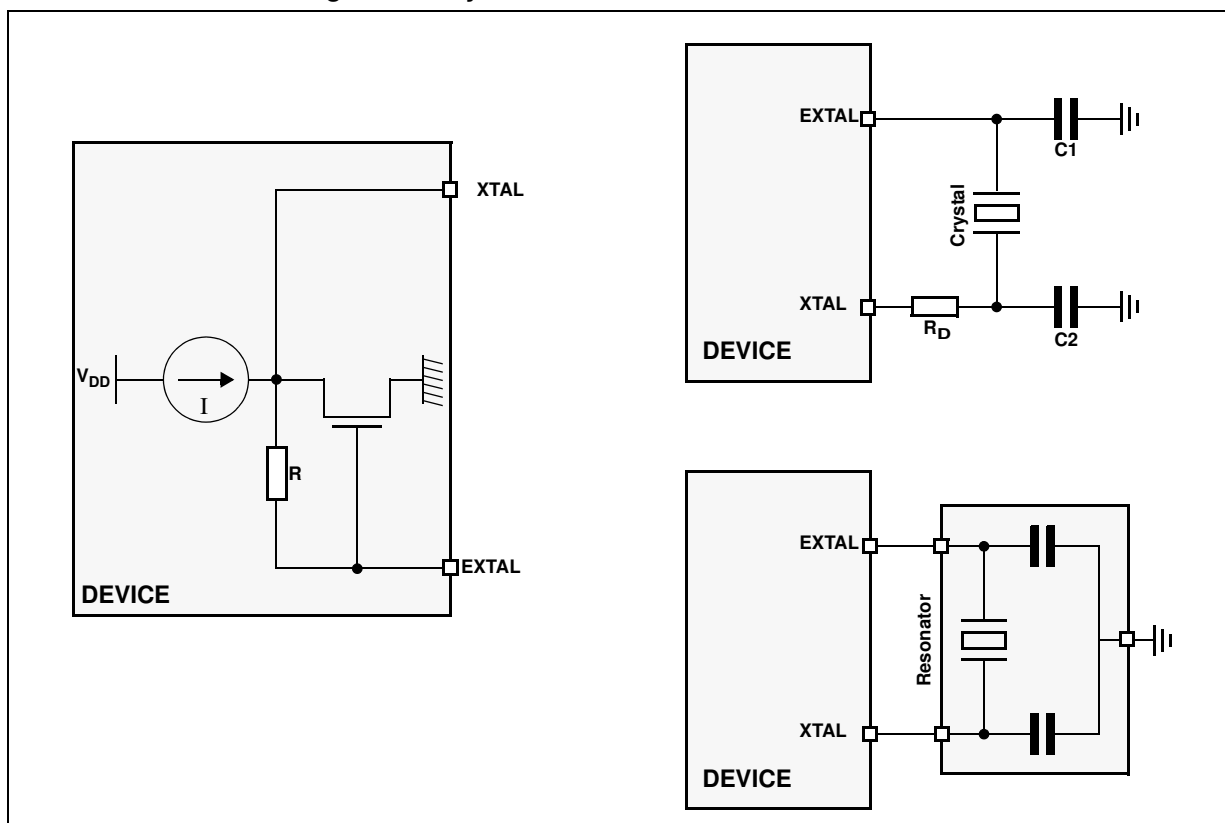 XTAL
V_DD
I
R
EXTAL
DEVICE
EXTAL
C1
Crystal
XTAL
R_D
C2
DEVICE
EXTAL
Resonator
XTAL
DEVICE